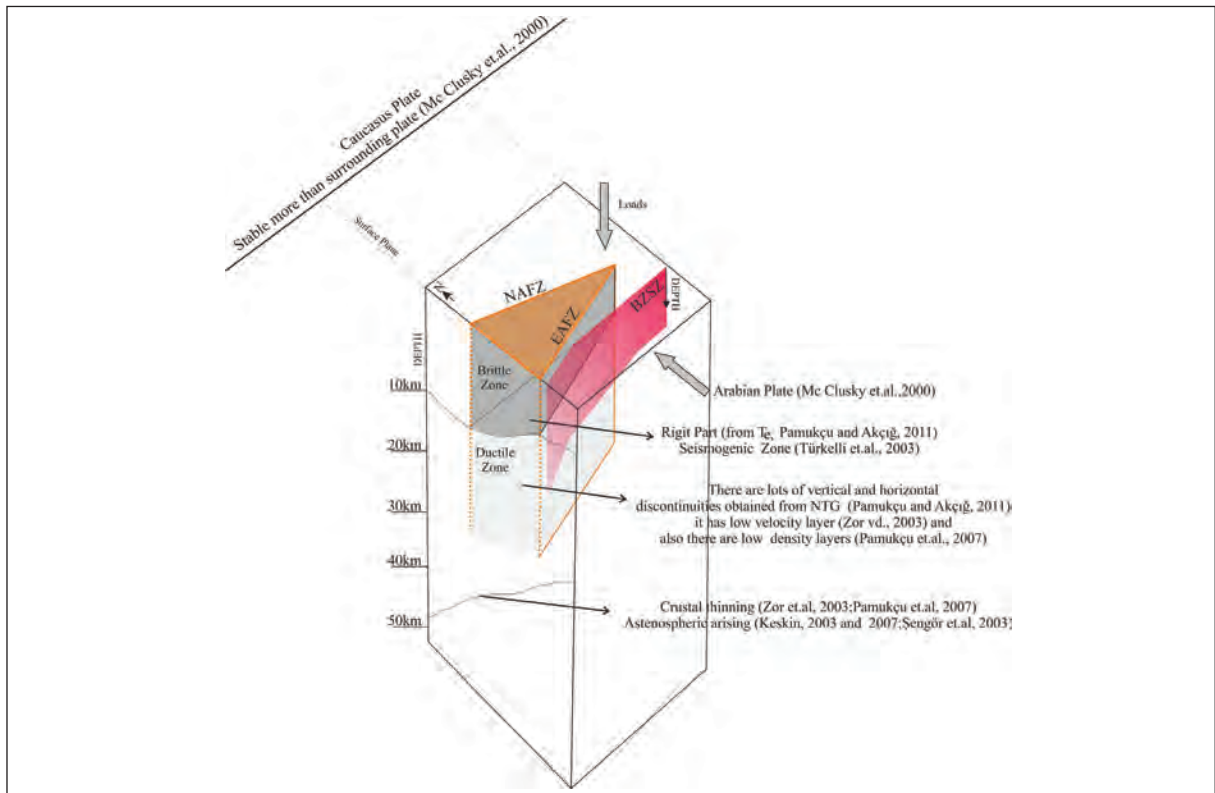 Caucasus Plate
Stable more than surrounding plate (Mc Clusky et.al., 2000)
Surface Plane
Loads
N
NAFZ
EAFZ
BZSZ
DEPTH
DEPTH
Brittle
Zone
10km
Arabian Plate (Mc Clusky et.al.,2000)
Rigit Part (from Te, Pamukçu and Akçığ, 2011)
Seismogenic Zone (Türkelli et.al., 2003)
20km
Ductile
Zone
There are lots of vertical and horizontal
discontinuities obtained from NTG (Pamukçu and Akçığ, 2011)
it has low velocity layer (Zor vd., 2003) and
also there are low density layers (Pamukçu et.al., 2007)
30km
40km
Crustal thinning (Zor et.al, 2003;Pamukçu et.al, 2007)
Astenospheric arising (Keskin, 2003 and 2007;Şengör et.al, 2003)
50km